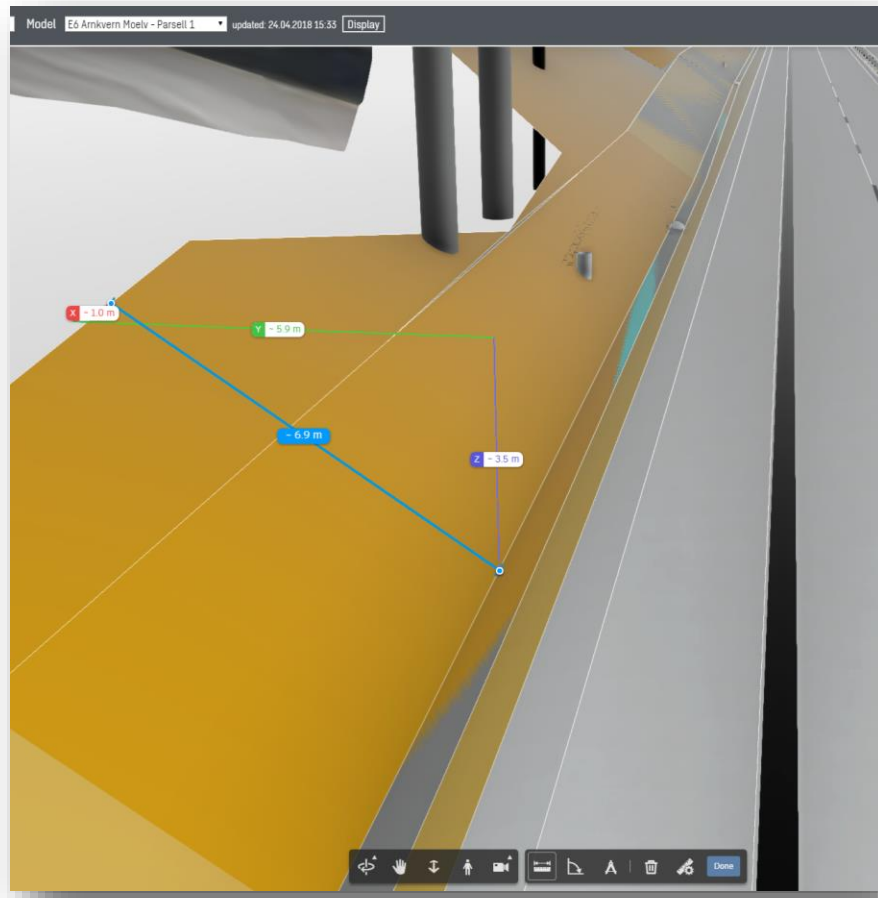 Model E6 Arnkvern Moelv - Parsell 1 updated: 24.04.2018 15:33 Display
X ~ 1.0 m
Y ~ 5.9 m
~ 6.9 m
Z ~ 3.5 m
Done